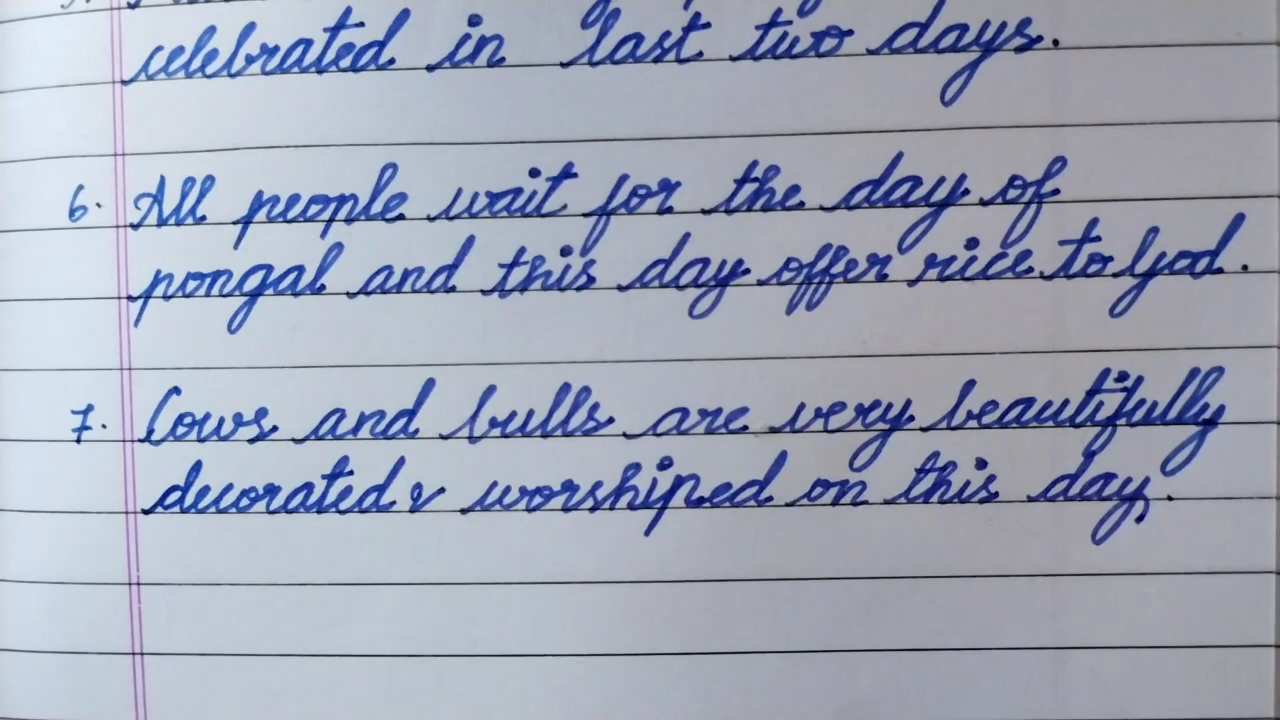 celebrated in last two days.
6. All people wait for the day of
pongal and this day offer rice to God.
7. Cows and bulls are very beautifully
decorated & worshiped on this day.